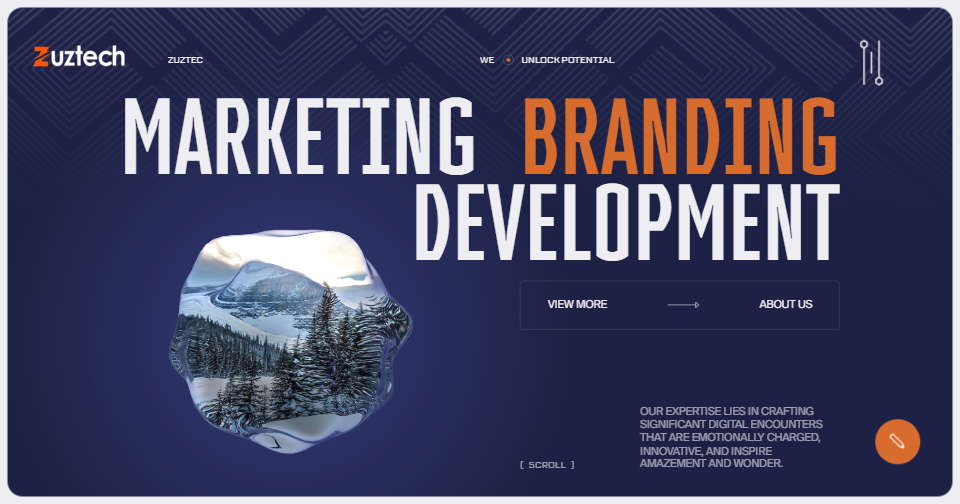 Zuztech
ZUZTEC
WE UNLOCK POTENTIAL
MARKETING BRANDING
DEVELOPMENT
VIEW MORE
ABOUT US
OUR EXPERTISE LIES IN CRAFTING
SIGNIFICANT DIGITAL ENCOUNTERS
THAT ARE EMOTIONALLY CHARGED,
INNOVATIVE, AND INSPIRE
AMAZEMENT AND WONDER.
[ SCROLL ]